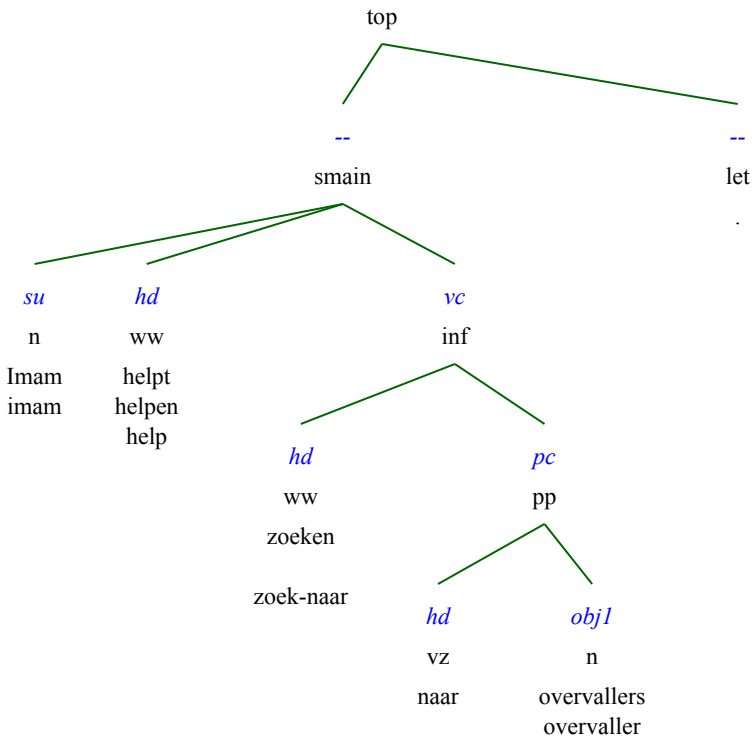 top
-- --
smain let
.
su hd vc
n ww inf
Imam helpt
imam helpen
help
hd pc
ww pp
zoeken
zoek-naar
hd obj1
vz n
naar overvallers
overvaller